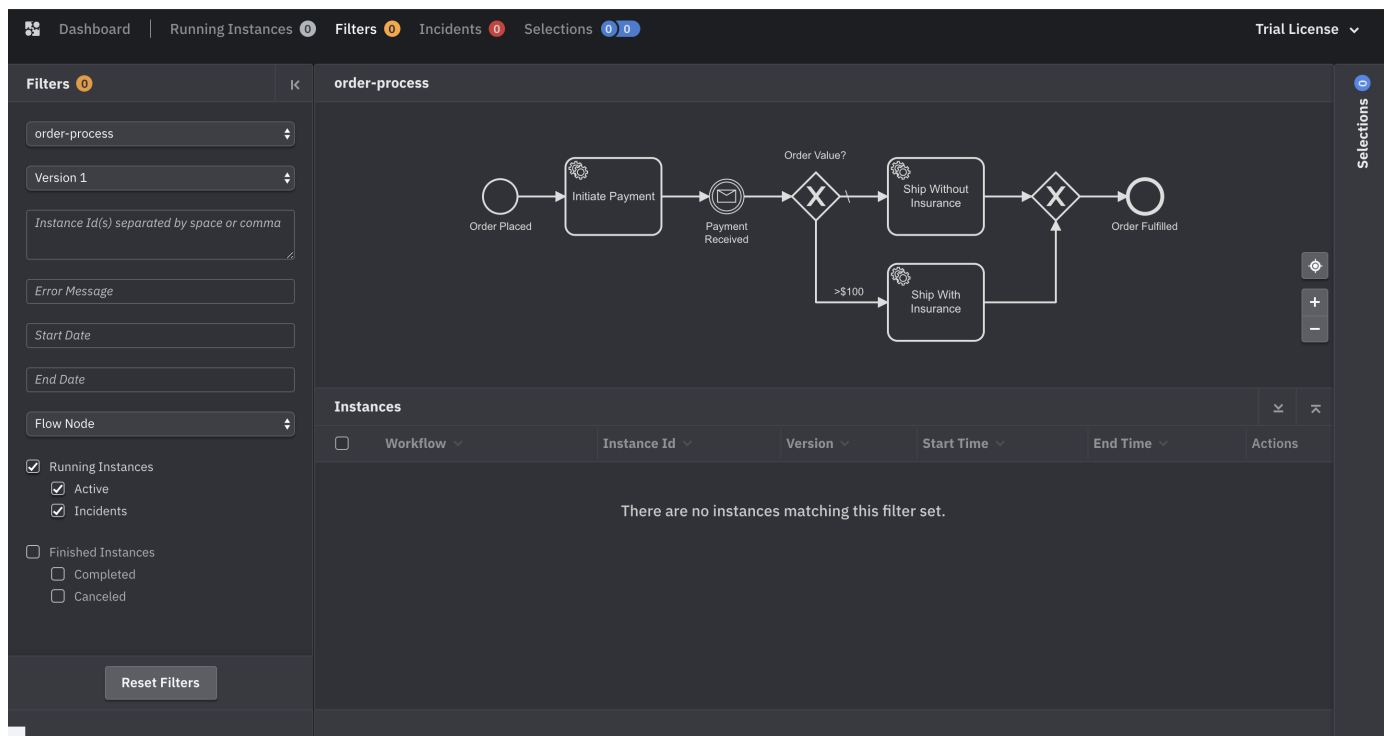 Dashboard
Running Instances 0
Filters 0
Incidents 0
Selections 0 0
Trial License
Filters 0
order-process
Version 1
Instance Id(s) separated by space or comma
Error Message
Start Date
End Date
Flow Node
Running Instances
Active
Incidents
Finished Instances
Completed
Canceled
Reset Filters
order-process
Order Placed
Initiate Payment
Payment
Received
Order Value?
Ship Without
Insurance
>$100
Ship With
Insurance
Order Fulfilled
Instances
Workflow
Instance Id
Version
Start Time
End Time
Actions
There are no instances matching this filter set.
Selections 0